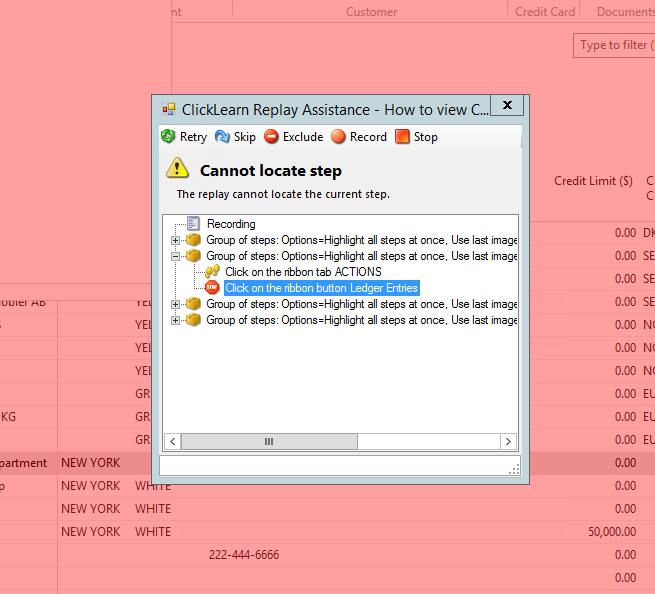 nt Customer Credit Card Documents
Type to filter (
ClickLearn Replay Assistance - How to view C... x
Retry Skip Exclude Record Stop
Cannot locate step
The replay cannot locate the current step.
Credit Limit ($) C
C
Recording
Group of steps: Options=Highlight all steps at once, Use last image
Group of steps: Options=Highlight all steps at once, Use last image
Click on the ribbon tab ACTIONS
STOP Click on the ribbon button Ledger Entries
Group of steps: Options=Highlight all steps at once, Use last image
Group of steps: Options=Highlight all steps at once, Use last image
0.00 DK
0.00 SE
0.00 SE
obler AB YEL 0.00 SE
S YEL 0.00 NO
YEL 0.00 NO
YEL 0.00 NO
GR 0.00 EU
KG GR 0.00 EU
GR 0.00 EU
partment NEW YORK 0.00
p NEW YORK WHITE 0.00
NEW YORK WHITE 0.00
NEW YORK WHITE 50,000.00
222-444-6666 0.00
0.00